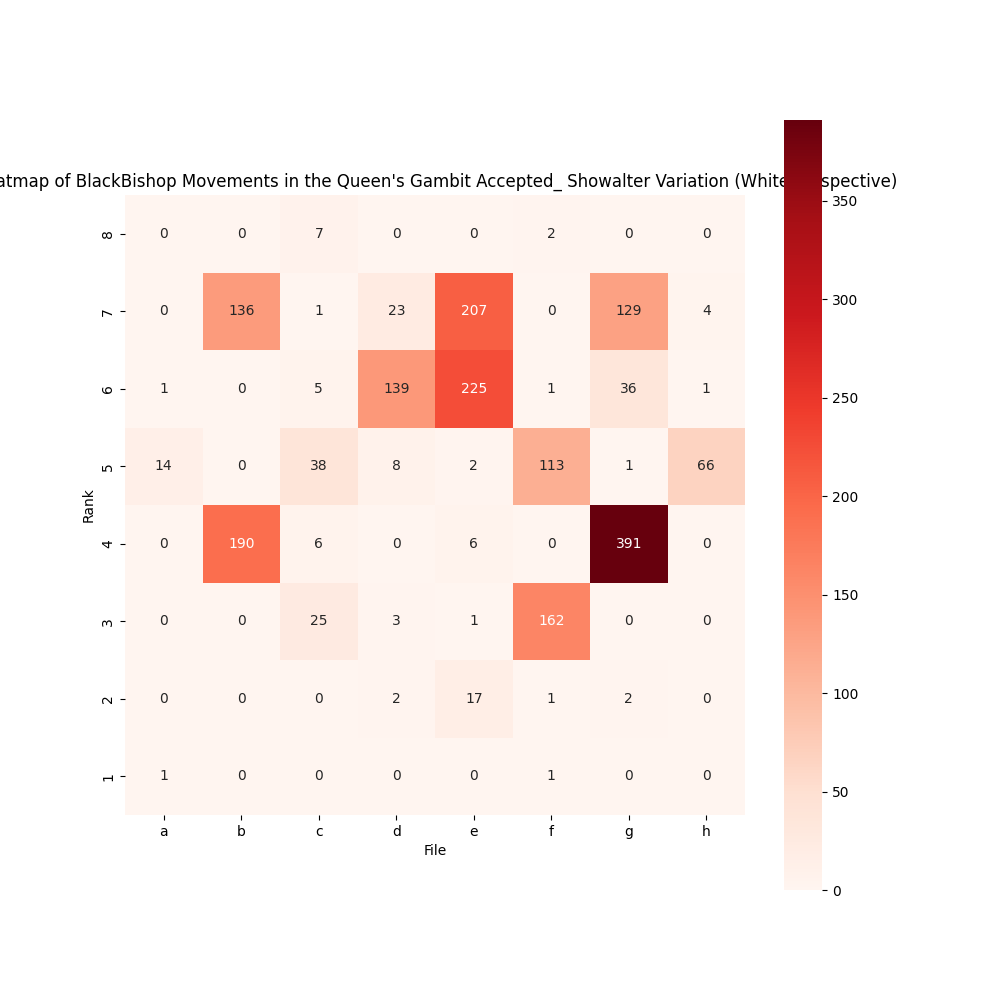 atmap of BlackBishop Movements in the Queen's Gambit Accepted_ Showalter Variation (White spective)
8 0 0 7 0 0 2 0 0
7 0 136 1 23 207 0 129 4
6 1 0 5 139 225 1 36 1
5 14 0 38 8 2 113 1 66
4 0 190 6 0 6 0 391 0
3 0 0 25 3 1 162 0 0
2 0 0 0 2 17 1 2 0
1 1 0 0 0 0 1 0 0
a b c d e f g h
File
Rank
350
300
250
200
150
100
50
0